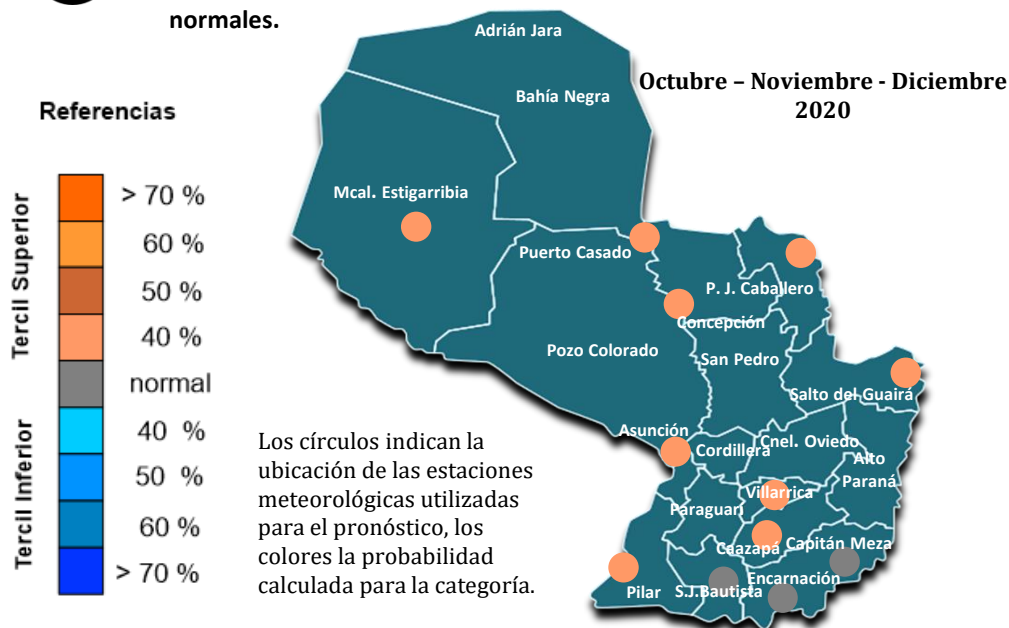 normales.
Octubre – Noviembre - Diciembre
2020
Referencias
Tercil Superior
> 70 %
60 %
50 %
40 %
normal
Tercil Inferior
40 %
50 %
60 %
> 70 %
Los círculos indican la
ubicación de las estaciones
meteorológicas utilizadas
para el pronóstico, los
colores la probabilidad
calculada para la categoría.
Adrián Jara
Bahía Negra
Mcal. Estigarribia
Puerto Casado
P. J. Caballero
Concepción
Pozo Colorado
San Pedro
Salto del Guairá
Asunción
Cordillera
Cnel. Oviedo
Alto
Paraná
Villarrica
Paraguarí
Caazapá
Capitán Meza
Encarnación
S.J.Bautista
Pilar